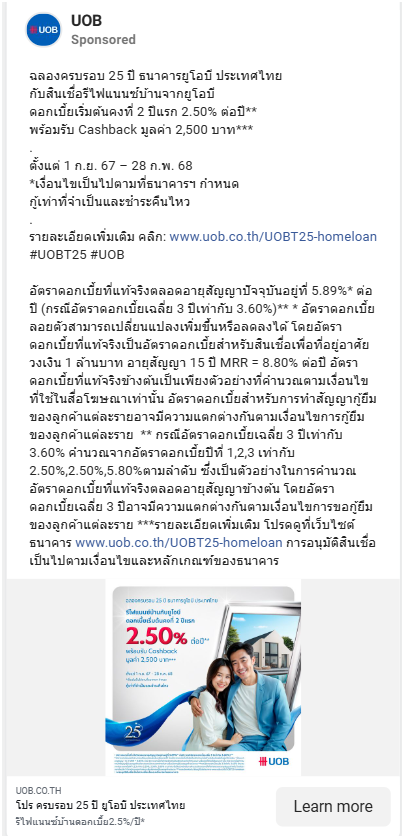 UOB
UOB
Sponsored
ฉลองครบรอบ 25 ปี ธนาคารยูโอบี ประเทศไทย
กับสินเชื่อรีไฟแนนซ์บ้านจากยูโอบี
ดอกเบี้ยเริ่มต้นคงที่ 2 ปีแรก 2.50% ต่อปี**
พร้อมรับ Cashback มูลค่า 2,500 บาท***
.
ตั้งแต่ 1 ก.ย. 67 – 28 ก.พ. 68
*เงื่อนไขเป็นไปตามที่ธนาคารฯ กำหนด
กู้เท่าที่จำเป็นและชำระคืนไหว
.
รายละเอียดเพิ่มเติม คลิก: www.uob.co.th/UOBT25-homeloan
#UOBT25 #UOB
อัตราดอกเบี้ยที่แท้จริงตลอดอายุสัญญาปัจจุบันอยู่ที่ 5.89%* ต่อ
ปี (กรณีอัตราดอกเบี้ยเฉลี่ย 3 ปีเท่ากับ 3.60%)** * อัตราดอกเบี้ย
ลอยตัวสามารถเปลี่ยนแปลงเพิ่มขึ้นหรือลดลงได้ โดยอัตรา
ดอกเบี้ยที่แท้จริงเป็นอัตราดอกเบี้ยสำหรับสินเชื่อเพื่อที่อยู่อาศัย
วงเงิน 1 ล้านบาท อายุสัญญา 15 ปี MRR = 8.80% ต่อปี อัตรา
ดอกเบี้ยที่แท้จริงข้างต้นเป็นเพียงตัวอย่างที่คำนวณตามเงื่อนไข
ที่ใช้ในสื่อโฆษณาเท่านั้น อัตราดอกเบี้ยสำหรับการทำสัญญากู้ยืม
ของลูกค้าแต่ละรายอาจมีความแตกต่างกันตามเงื่อนไขการกู้ยืม
ของลูกค้าแต่ละราย ** กรณีอัตราดอกเบี้ยเฉลี่ย 3 ปีเท่ากับ
3.60% คำนวณจากอัตราดอกเบี้ยปีที่ 1,2,3 เท่ากับ
2.50%,2.50%,5.80%ตามลำดับ ซึ่งเป็นตัวอย่างในการคำนวณ
อัตราดอกเบี้ยที่แท้จริงตลอดอายุสัญญาข้างต้น โดยอัตรา
ดอกเบี้ยเฉลี่ย 3 ปีอาจมีความแตกต่างกันตามเงื่อนไขการขอกู้ยืม
ของลูกค้าแต่ละราย ***รายละเอียดเพิ่มเติม โปรดดูที่เว็บไซต์
ธนาคาร www.uob.co.th/UOBT25-homeloan การอนุมัติสินเชื่อ
เป็นไปตามเงื่อนไขและหลักเกณฑ์ของธนาคาร
ฉลองครบรอบ 25 ปี ธนาคารยูโอบี ประเทศไทย
รีไฟแนนซ์บ้านกับยูโอบี
ดอกเบี้ยเริ่มต้นคงที่ 2 ปีแรก
2.50% ต่อปี**
พร้อมรับ Cashback
มูลค่า 2,500 บาท***
25
UOB
UOB.CO.TH
โปร ครบรอบ 25 ปี ยูโอบี ประเทศไทย
รีไฟแนนซ์บ้านดอกเบี้ย2.5%/ปี*
Learn more